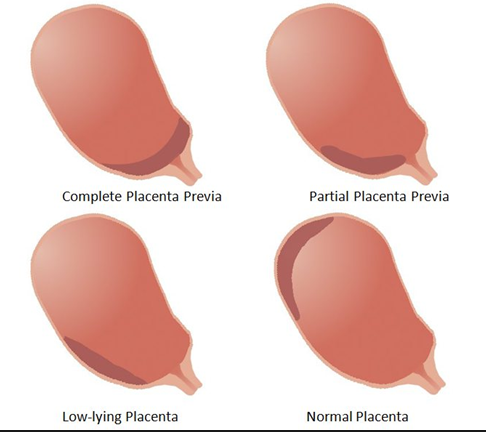 Complete Placenta Previa
Partial Placenta Previa
Low-lying Placenta
Normal Placenta